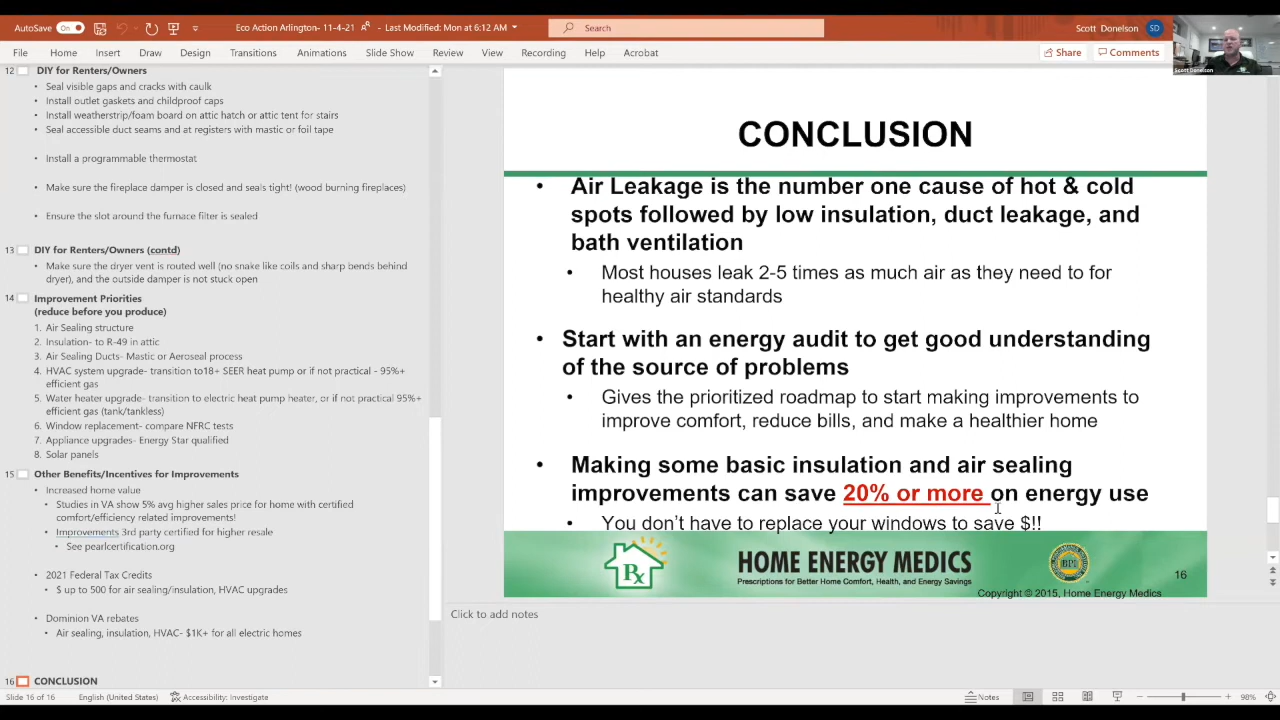 AutoSave On Eco Action Arlington- 11-4-21 - Last Modified: Mon at 6:12 AM Search Scott Donelson SD
File Home Insert Draw Design Transitions Animations Slide Show Review View Recording Help Acrobat Share Comments
Scott Donelson
12 DIY for Renters/Owners
• Seal visible gaps and cracks with caulk
• Install outlet gaskets and childproof caps
• Install weatherstrip/foam board on attic hatch or attic tent for stairs
• Seal accessible duct seams and at registers with mastic or foil tape
• Install a programmable thermostat
• Make sure the fireplace damper is closed and seals tight! (wood burning fireplaces)
• Ensure the slot around the furnace filter is sealed
13 DIY for Renters/Owners (contd)
• Make sure the dryer vent is routed well (no snake like coils and sharp bends behind
dryer), and the outside damper is not stuck open
14 Improvement Priorities
(reduce before you produce)
1. Air Sealing structure
2. Insulation- to R-49 in attic
3. Air Sealing Ducts- Mastic or Aeroseal process
4. HVAC system upgrade- transition to18+ SEER heat pump or if not practical - 95%+
efficient gas
5. Water heater upgrade- transition to electric heat pump heater, or if not practical 95%+
efficient gas (tank/tankless)
6. Window replacement- compare NFRC tests
7. Appliance upgrades- Energy Star qualified
8. Solar panels
15 Other Benefits/Incentives for Improvements
• Increased home value
• Studies in VA show 5% avg higher sales price for home with certified
comfort/efficiency related improvements!
• Improvements 3rd party certified for higher resale
• See pearlcertification.org
• 2021 Federal Tax Credits
• $ up to 500 for air sealing/insulation, HVAC upgrades
• Dominion VA rebates
• Air sealing, insulation, HVAC- $1K+ for all electric homes
16 CONCLUSION
CONCLUSION
• Air Leakage is the number one cause of hot & cold
spots followed by low insulation, duct leakage, and
bath ventilation
• Most houses leak 2-5 times as much air as they need to for
healthy air standards
• Start with an energy audit to get good understanding
of the source of problems
• Gives the prioritized roadmap to start making improvements to
improve comfort, reduce bills, and make a healthier home
• Making some basic insulation and air sealing
improvements can save 20% or more on energy use
• You don't have to replace your windows to save $!!
Rx
HOME ENERGY MEDICS
Prescriptions for Better Home Comfort, Health, and Energy Savings
BPI
16
Copyright © 2015, Home Energy Medics
Click to add notes
Slide 16 of 16 English (United States) Accessibility: Investigate Notes 98%